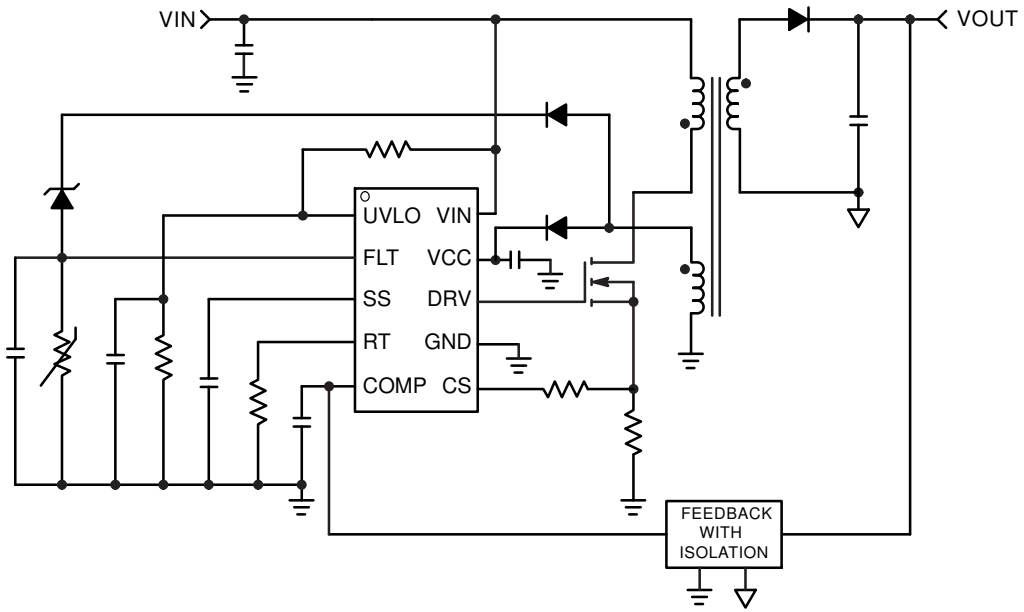 VIN
VOUT
UVLO VIN
FLT VCC
SS DRV
RT GND
COMP CS
FEEDBACK
WITH
ISOLATION